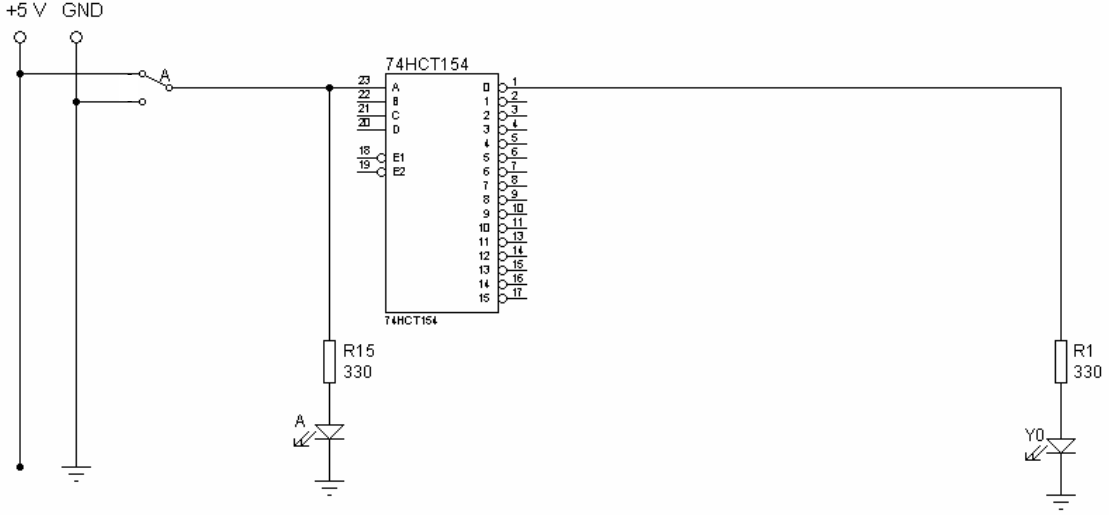 +5 V GND
A
74HCT154
23 A 0 1
22 B 1 2
21 C 2 3
20 D 3 4
4 5
18 E1 5 6
19 E2 6 7
7 8
8 9
9 10
10 11
11 13
12 14
13 15
14 16
15 17
74HCT154
R15
330
R1
330
A
Y0